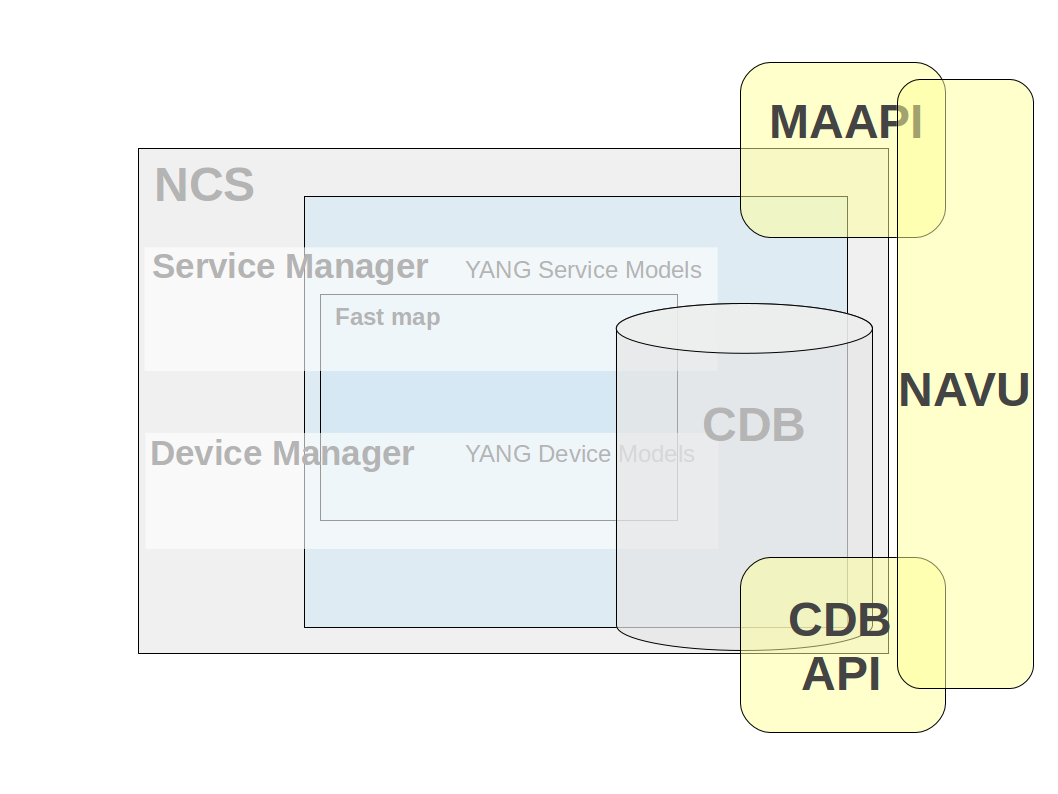 MAAPI
NCS
Service Manager YANG Service Models
Fast map
NAVU
CDB
Device Manager YANG Device Models
CDB
API